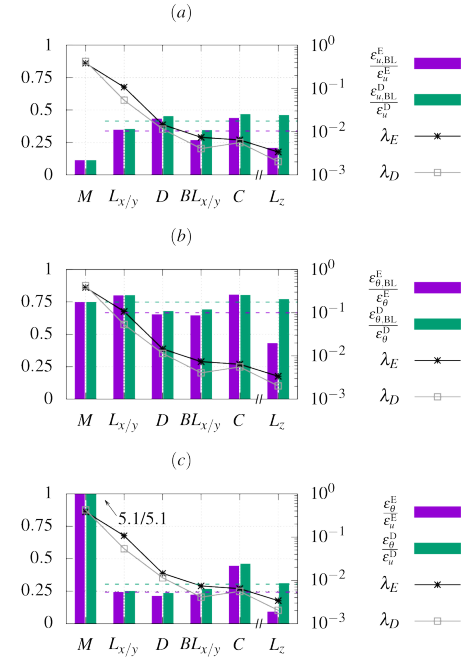 (a)
1
0.75
0.5
0.25
0
10^0
10^-1
10^-2
10^-3
M L_{x/y} D BL_{x/y} C // L_z
ε^E_{u,BL} / ε^E_u
ε^D_{u,BL} / ε^D_u
λ_E
λ_D
(b)
1
0.75
0.5
0.25
0
10^0
10^-1
10^-2
10^-3
M L_{x/y} D BL_{x/y} C // L_z
ε^E_{θ,BL} / ε^E_θ
ε^D_{θ,BL} / ε^D_θ
λ_E
λ_D
(c)
5.1/5.1
1
0.75
0.5
0.25
0
10^0
10^-1
10^-2
10^-3
M L_{x/y} D BL_{x/y} C // L_z
ε^E_θ / ε^E_u
ε^D_θ / ε^D_u
λ_E
λ_D